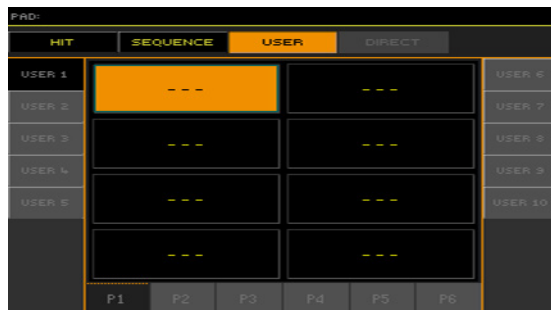 PAD:
HIT SEQUENCE USER DIRECT
USER 1 --- --- USER 6
USER 2 USER 7
USER 3 --- --- USER 8
USER 4 USER 9
USER 5 --- --- USER 10
--- ---
P1 P2 P3 P4 P5 P6